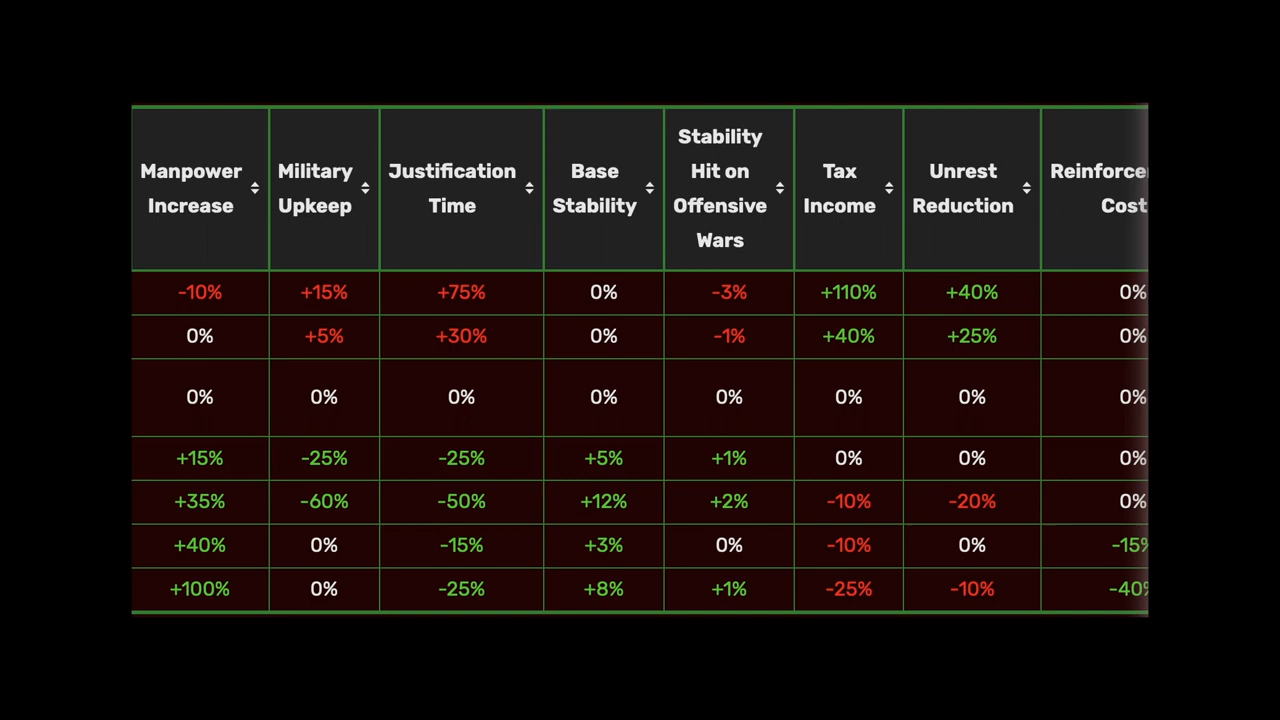 Manpower Increase Military Upkeep Justification Time Base Stability Stability Hit on Offensive Wars Tax Income Unrest Reduction Cost
-10% +15% +75% 0% -3% +110% +40% 0%
0% +5% +30% 0% -1% +40% +25% 0%
0% 0% 0% 0% 0% 0% 0% 0%
+15% -25% -25% +5% +1% 0% 0% 0%
+35% -60% -50% +12% +2% -10% -20% 0%
+40% 0% -15% +3% 0% -10% 0% -15%
+100% 0% -25% +8% +1% -25% -10% -40%